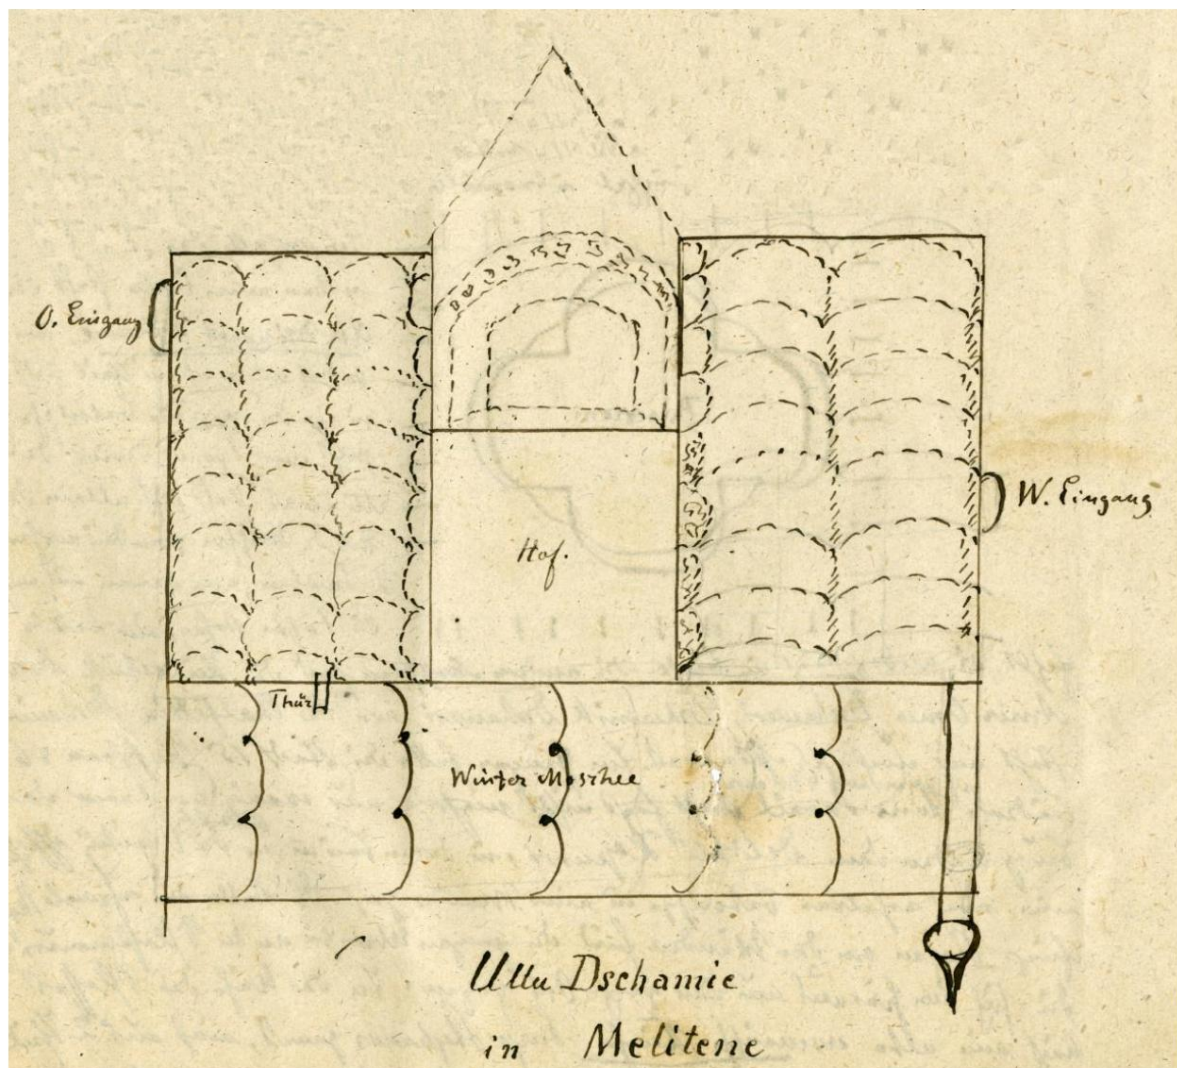 O. Eingang
W. Eingang
Hof.
Thür
Winter Moschee
Ullu Dschamie
in Melitene